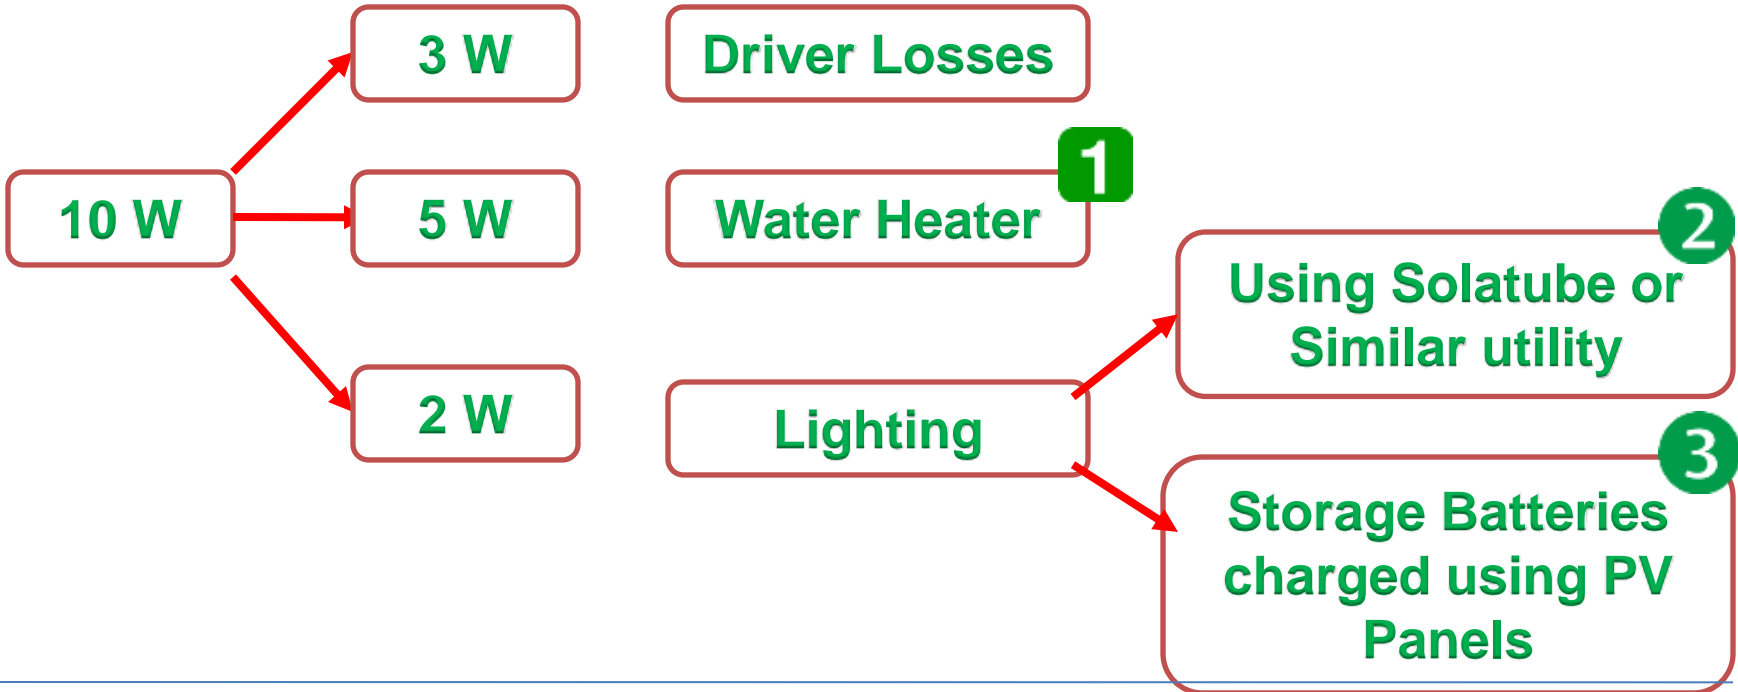 3 W
Driver Losses
1
10 W
5 W
Water Heater
2
Using Solatube or
Similar utility
2 W
Lighting
3
Storage Batteries
charged using PV
Panels